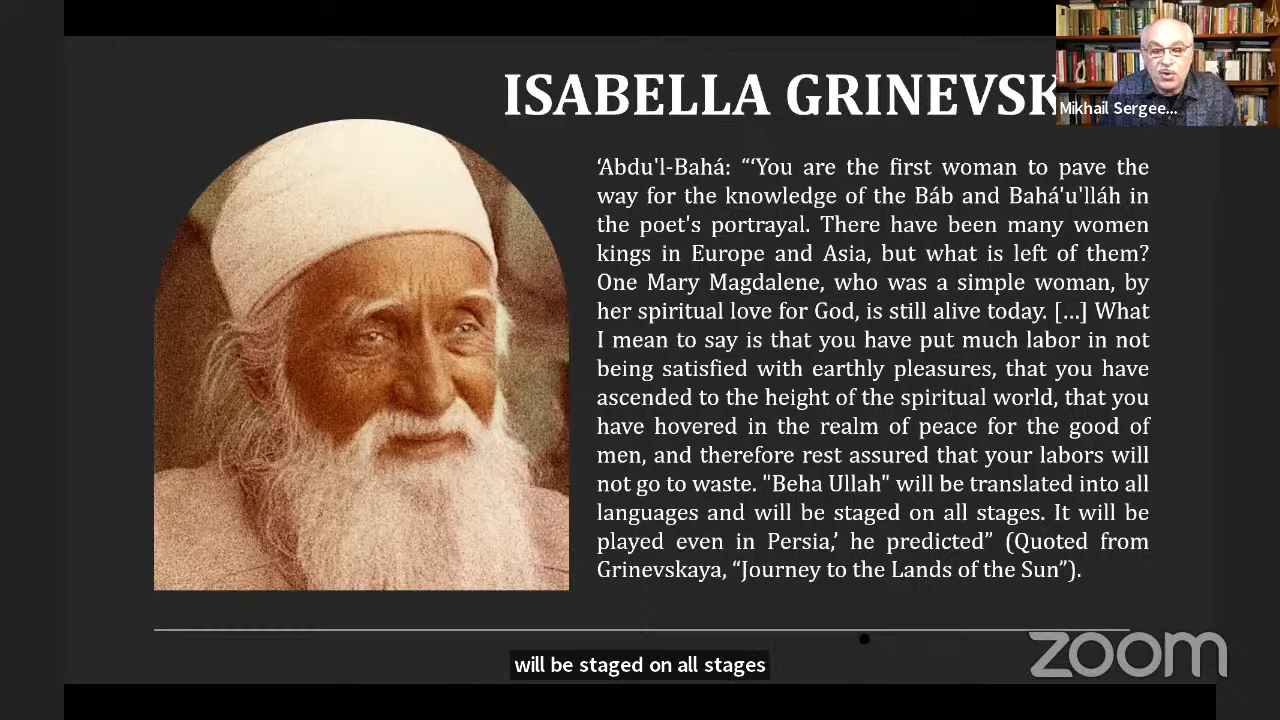 ISABELLA GRINEVSK
Mikhail Sergee...
‘Abdu'l-Bahá: “‘You are the first woman to pave the
way for the knowledge of the Báb and Bahá'u'lláh in
the poet's portrayal. There have been many women
kings in Europe and Asia, but what is left of them?
One Mary Magdalene, who was a simple woman, by
her spiritual love for God, is still alive today. [...] What
I mean to say is that you have put much labor in not
being satisfied with earthly pleasures, that you have
ascended to the height of the spiritual world, that you
have hovered in the realm of peace for the good of
men, and therefore rest assured that your labors will
not go to waste. "Beha Ullah" will be translated into all
languages and will be staged on all stages. It will be
played even in Persia,’ he predicted” (Quoted from
Grinevskaya, “Journey to the Lands of the Sun”).
zoom
will be staged on all stages